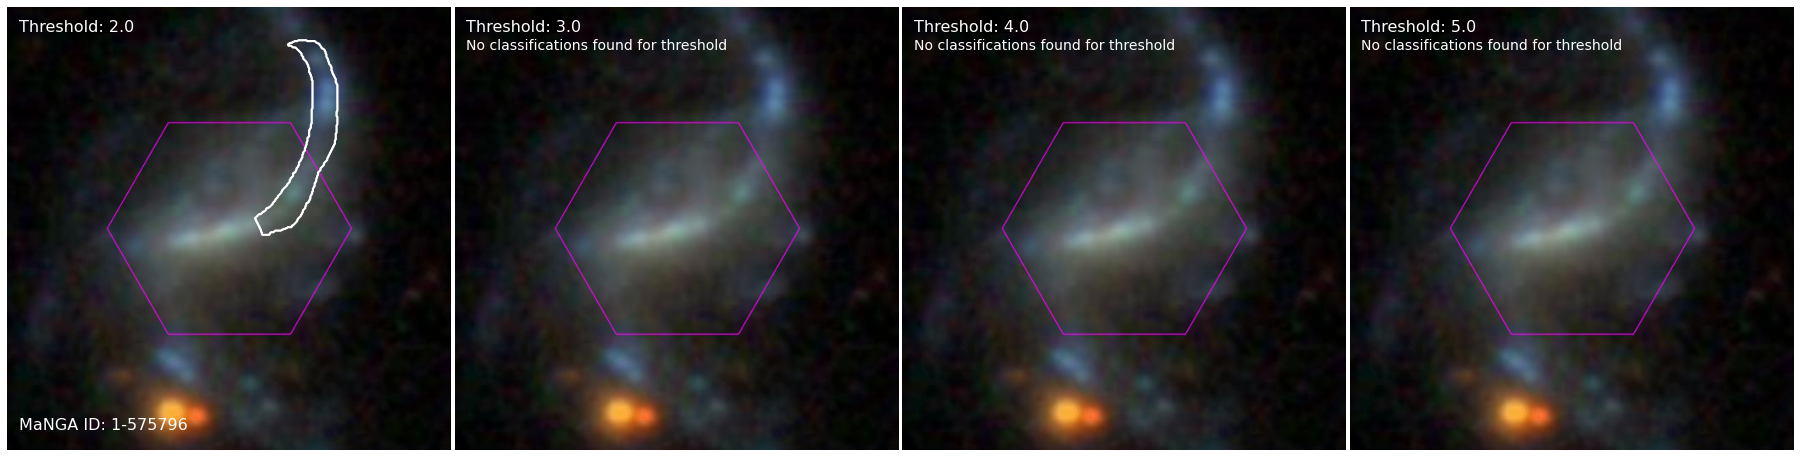 Threshold: 2.0
MaNGA ID: 1-575796
Threshold: 3.0
No classifications found for threshold
Threshold: 4.0
No classifications found for threshold
Threshold: 5.0
No classifications found for threshold